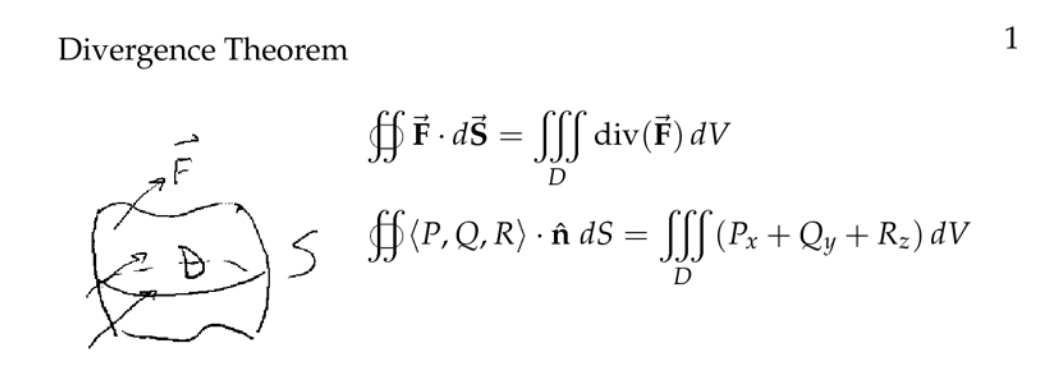 Divergence Theorem 1
∯ F⃗ · dS⃗ = ∭_D div(F⃗) dV
∯⟨P, Q, R⟩ · n̂ dS = ∭_D (P_x + Q_y + R_z) dV
F⃗
D
S